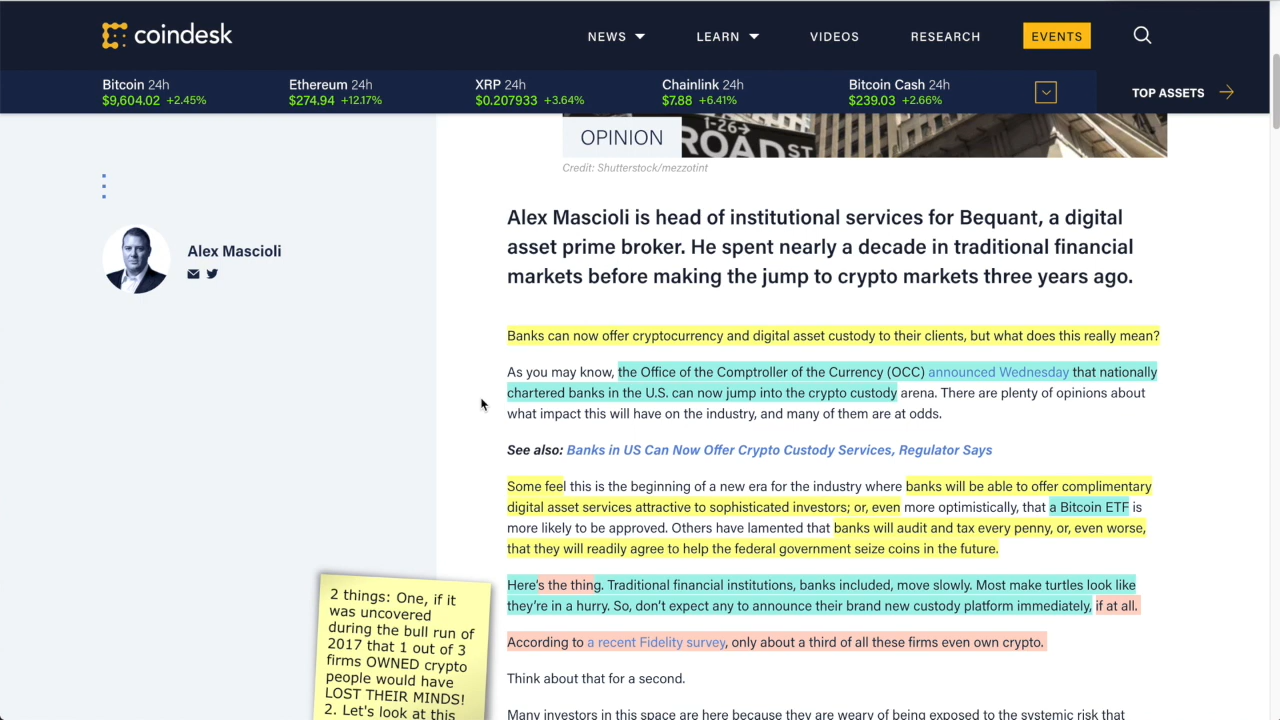 coindesk
NEWS LEARN VIDEOS RESEARCH EVENTS
Bitcoin 24h Ethereum 24h XRP 24h Chainlink 24h Bitcoin Cash 24h
$9,604.02 +2.45% $274.94 +12.17% $0.207933 +3.64% $7.88 +6.41% $239.03 +2.66%
TOP ASSETS
1-26
ROAD ST
OPINION
Credit: Shutterstock/mezzotint
Alex Mascioli
Alex Mascioli is head of institutional services for Bequant, a digital
asset prime broker. He spent nearly a decade in traditional financial
markets before making the jump to crypto markets three years ago.
Banks can now offer cryptocurrency and digital asset custody to their clients, but what does this really mean?
As you may know, the Office of the Comptroller of the Currency (OCC) announced Wednesday that nationally
chartered banks in the U.S. can now jump into the crypto custody arena. There are plenty of opinions about
what impact this will have on the industry, and many of them are at odds.
See also: Banks in US Can Now Offer Crypto Custody Services, Regulator Says
Some feel this is the beginning of a new era for the industry where banks will be able to offer complimentary
digital asset services attractive to sophisticated investors; or, even more optimistically, that a Bitcoin ETF is
more likely to be approved. Others have lamented that banks will audit and tax every penny, or, even worse,
that they will readily agree to help the federal government seize coins in the future.
Here's the thing. Traditional financial institutions, banks included, move slowly. Most make turtles look like
they're in a hurry. So, don't expect any to announce their brand new custody platform immediately, if at all.
According to a recent Fidelity survey, only about a third of all these firms even own crypto.
Think about that for a second.
Many investors in this space are here because they are weary of being exposed to the systemic risk that
2 things: One, if it
was uncovered
during the bull run of
2017 that 1 out of 3
firms OWNED crypto
people would have
LOST THEIR MINDS!
2. Let's look at this